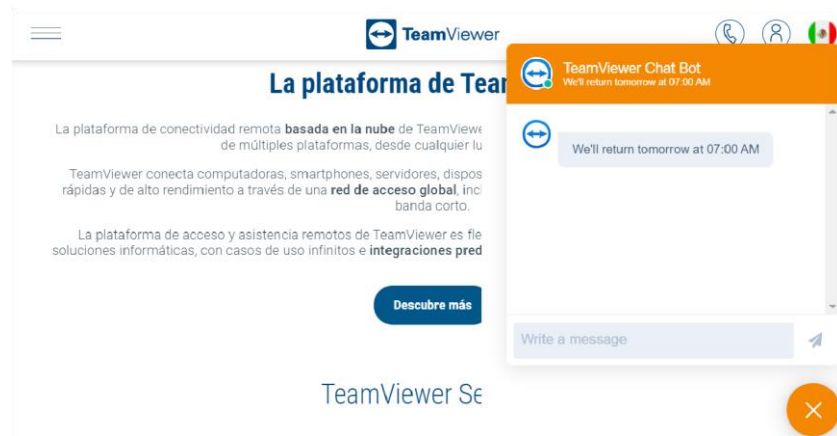 TeamViewer
La plataforma de Tea
La plataforma de conectividad remota basada en la nube de TeamViewe
de múltiples plataformas, desde cualquier lu
TeamViewer conecta computadoras, smartphones, servidores, dispos
rápidas y de alto rendimiento a través de una red de acceso global, inc
banda corto.
La plataforma de acceso y asistencia remotos de TeamViewer es fle
soluciones informáticas, con casos de uso infinitos e integraciones pred
Descubre más
TeamViewer Se
TeamViewer Chat Bot
We'll return tomorrow at 07:00 AM
We'll return tomorrow at 07:00 AM
Write a message